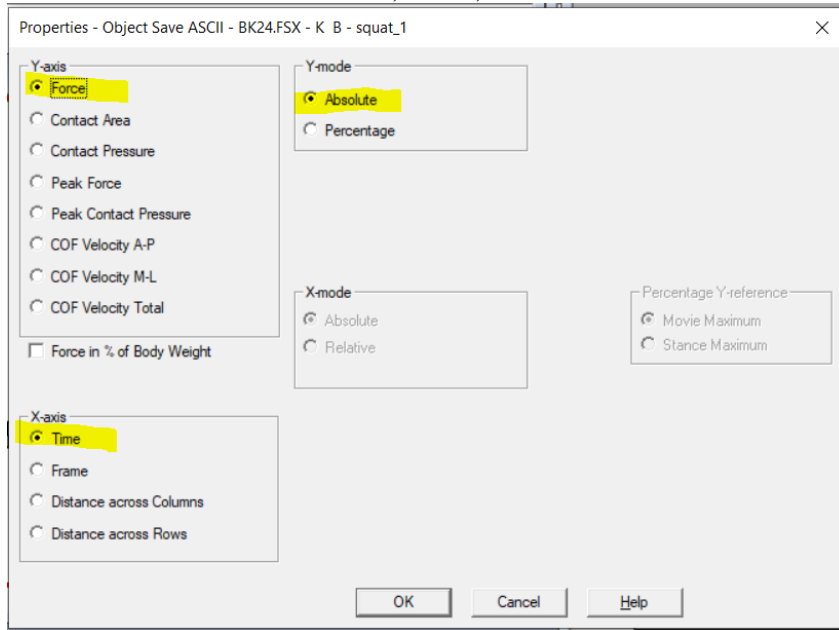 Properties - Object Save ASCII - BK24.FSX - K B - squat_1
Y-axis
Force
Contact Area
Contact Pressure
Peak Force
Peak Contact Pressure
COF Velocity A-P
COF Velocity M-L
COF Velocity Total
Force in % of Body Weight
Y-mode
Absolute
Percentage
X-mode
Absolute
Relative
Percentage Y-reference
Movie Maximum
Stance Maximum
X-axis
Time
Frame
Distance across Columns
Distance across Rows
OK
Cancel
Help